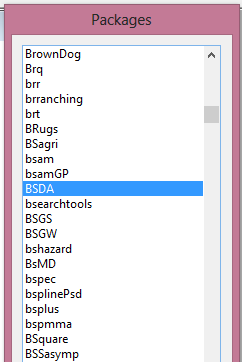 Packages
BrownDog
Brq
brr
brranching
brt
BRugs
BSagri
bsam
bsamGP
BSDA
bsearchtools
BSGS
BSGW
bshazard
BsMD
bspec
bsplinePsd
bsplus
bspmma
BSquare
BSSasymp